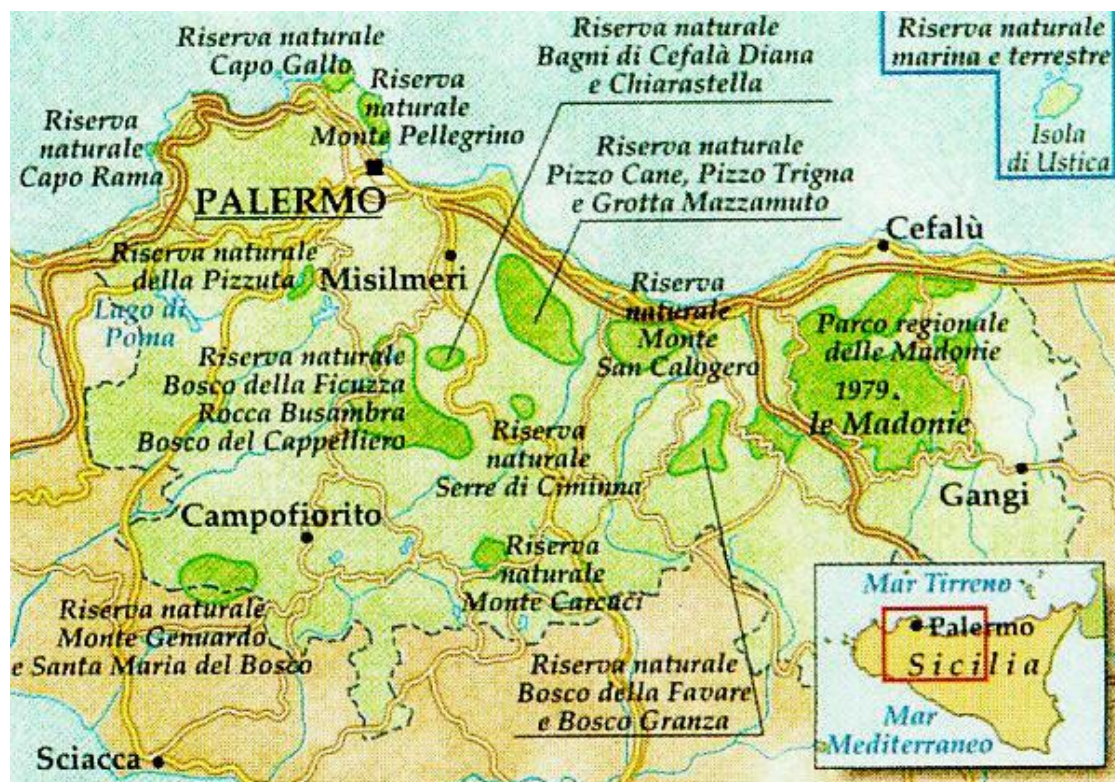 Riserva naturale
Capo Gallo
Riserva
naturale
Monte Pellegrino
Riserva naturale
Bagni di Cefalà Diana
e Chiarastella
Riserva naturale
marina e terrestre
Isola
di Ustica
Riserva
naturale
Capo Rama
PALERMO
Riserva naturale
Pizzo Cane, Pizzo Trigna
e Grotta Mazzamuto
Cefalù
Riserva naturale
della Pizzuta
Misilmeri
Lago di
Poma
Riserva
naturale
Monte
San Calogero
Parco regionale
delle Madonie
1979.
le Madonie
Riserva naturale
Bosco della Ficuzza
Rocca Busambra
Bosco del Cappelliero
Riserva
naturale
Serre di Ciminna
Gangi
Campofiorito
Riserva
naturale
Monte Carcaci
Riserva naturale
Monte Genuardo
e Santa Maria del Bosco
Riserva naturale
Bosco della Favare
e Bosco Granza
Sciacca
Mar Tirreno
Palermo
Sicilia
Mar
Mediterraneo